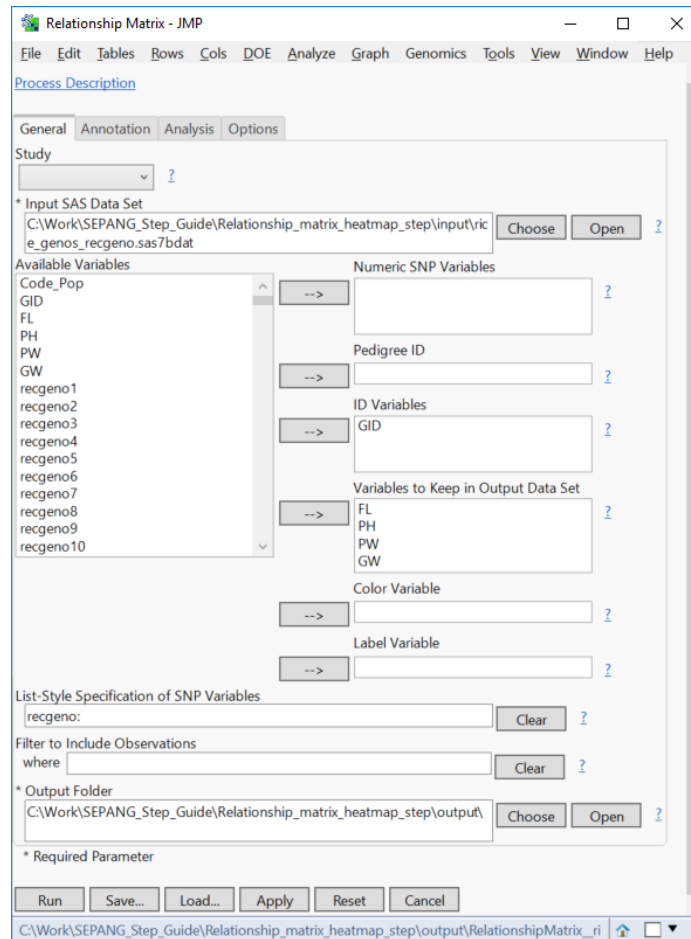 Relationship Matrix - JMP
File Edit Tables Rows Cols DOE Analyze Graph Genomics Tools View Window Help
Process Description
General Annotation Analysis Options
Study
?
* Input SAS Data Set
C:\Work\SEPANG_Step_Guide\Relationship_matrix_heatmap_step\input\ric
e_genos_recgeno.sas7bdat
Choose Open ?
Available Variables
Code_Pop
GID
FL
PH
PW
GW
recgeno1
recgeno2
recgeno3
recgeno4
recgeno5
recgeno6
recgeno7
recgeno8
recgeno9
recgeno10
Numeric SNP Variables
--> ?
Pedigree ID
--> ?
ID Variables
--> GID ?
Variables to Keep in Output Data Set
--> FL ?
PH
PW
GW
Color Variable
--> ?
Label Variable
--> ?
List-Style Specification of SNP Variables
recgeno: Clear ?
Filter to Include Observations
where Clear ?
* Output Folder
C:\Work\SEPANG_Step_Guide\Relationship_matrix_heatmap_step\output\ Choose Open ?
* Required Parameter
Run Save... Load... Apply Reset Cancel
C:\Work\SEPANG_Step_Guide\Relationship_matrix_heatmap_step\output\RelationshipMatrix_ri